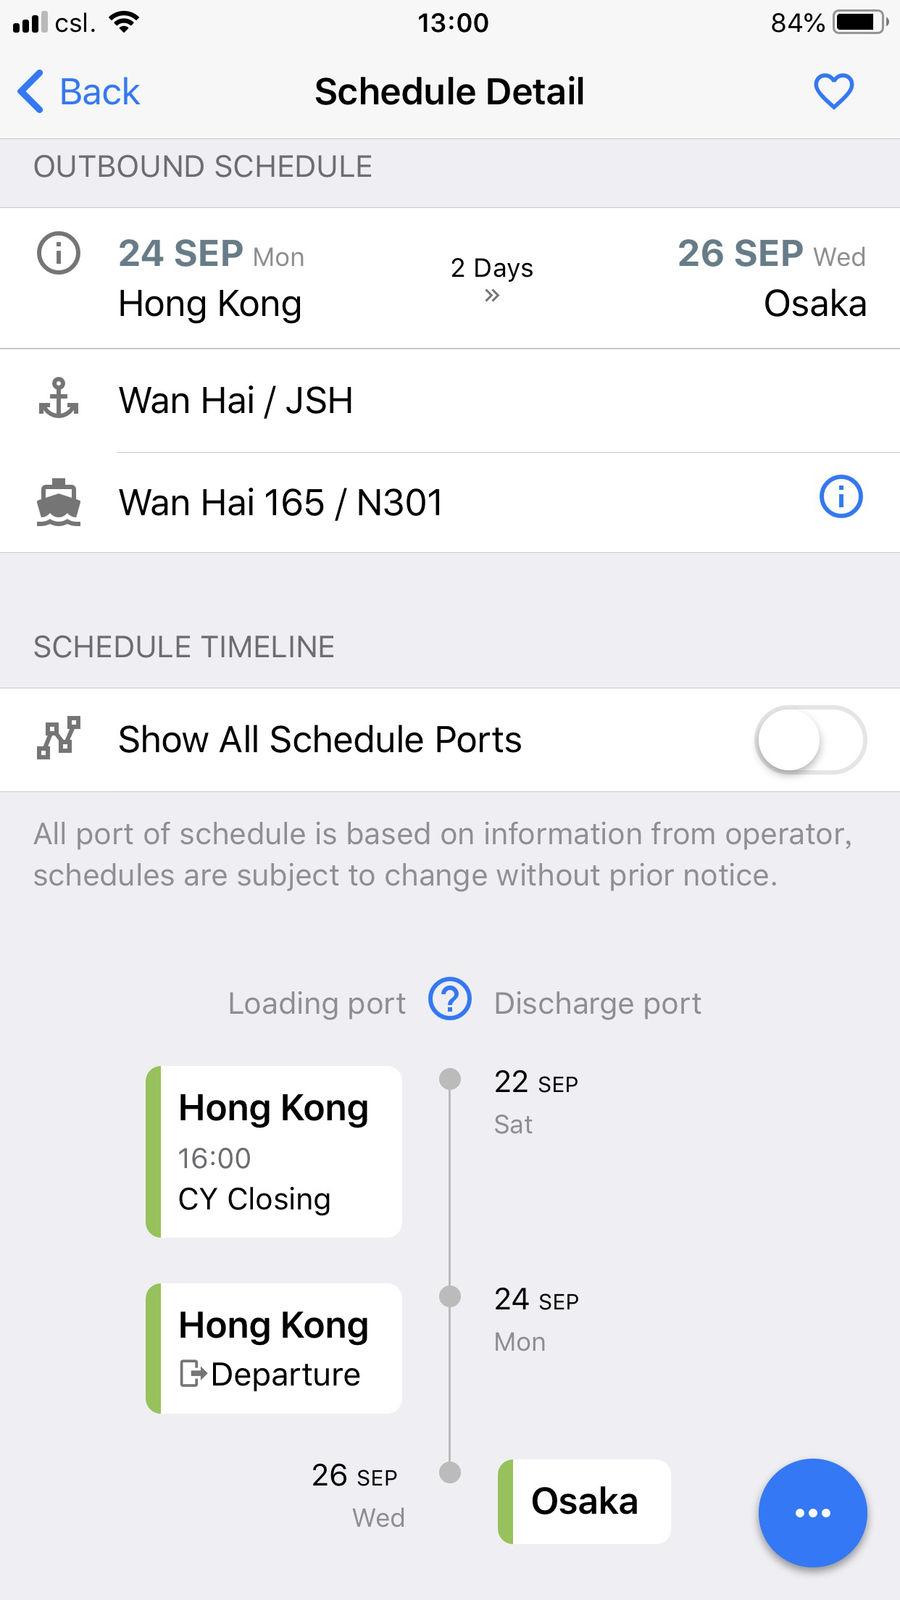 csl. 13:00 84%
Back Schedule Detail
OUTBOUND SCHEDULE
24 SEP Mon 2 Days 26 SEP Wed
Hong Kong » Osaka
Wan Hai / JSH
Wan Hai 165 / N301
SCHEDULE TIMELINE
Show All Schedule Ports
All port of schedule is based on information from operator,
schedules are subject to change without prior notice.
Loading port ? Discharge port
Hong Kong 22 SEP
16:00 Sat
CY Closing
Hong Kong 24 SEP
Departure Mon
26 SEP Osaka
Wed